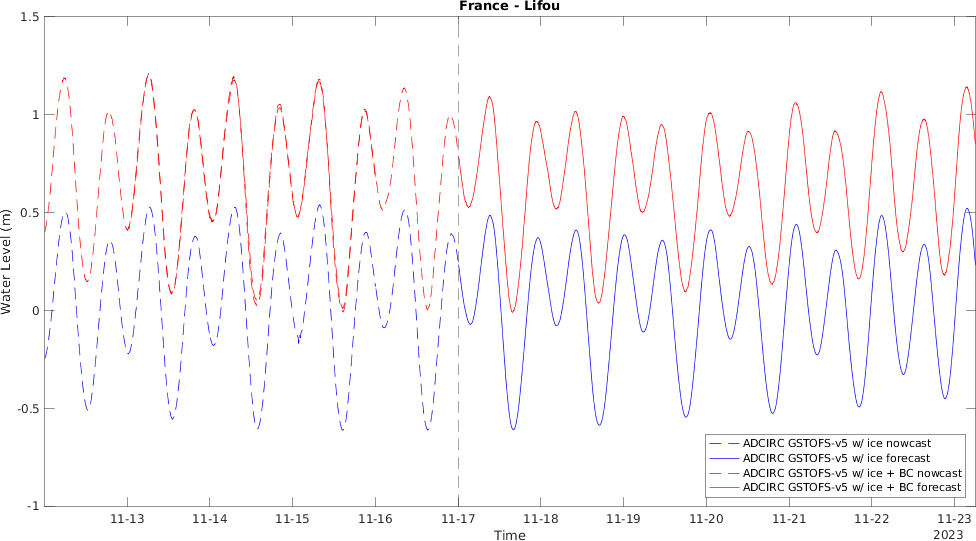 France - Lifou
1.5
1
0.5
0
-0.5
-1
Water Level (m)
ADCIRC GSTOFS-v5 w/ ice nowcast
ADCIRC GSTOFS-v5 w/ ice forecast
ADCIRC GSTOFS-v5 w/ ice + BC nowcast
ADCIRC GSTOFS-v5 w/ ice + BC forecast
11-13 11-14 11-15 11-16 11-17 11-18 11-19 11-20 11-21 11-22 11-23
Time 2023